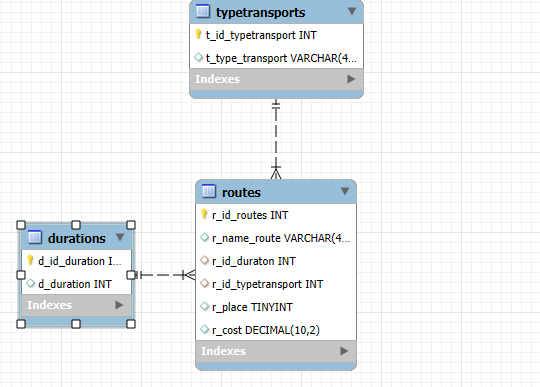 typetransports
t_id_typetransport INT
t_type_transport VARCHAR(4...
Indexes
routes
r_id_routes INT
r_name_route VARCHAR(4...
r_id_duraton INT
r_id_typetransport INT
r_place TINYINT
r_cost DECIMAL(10,2)
Indexes
durations
d_id_duration I...
d_duration INT
Indexes